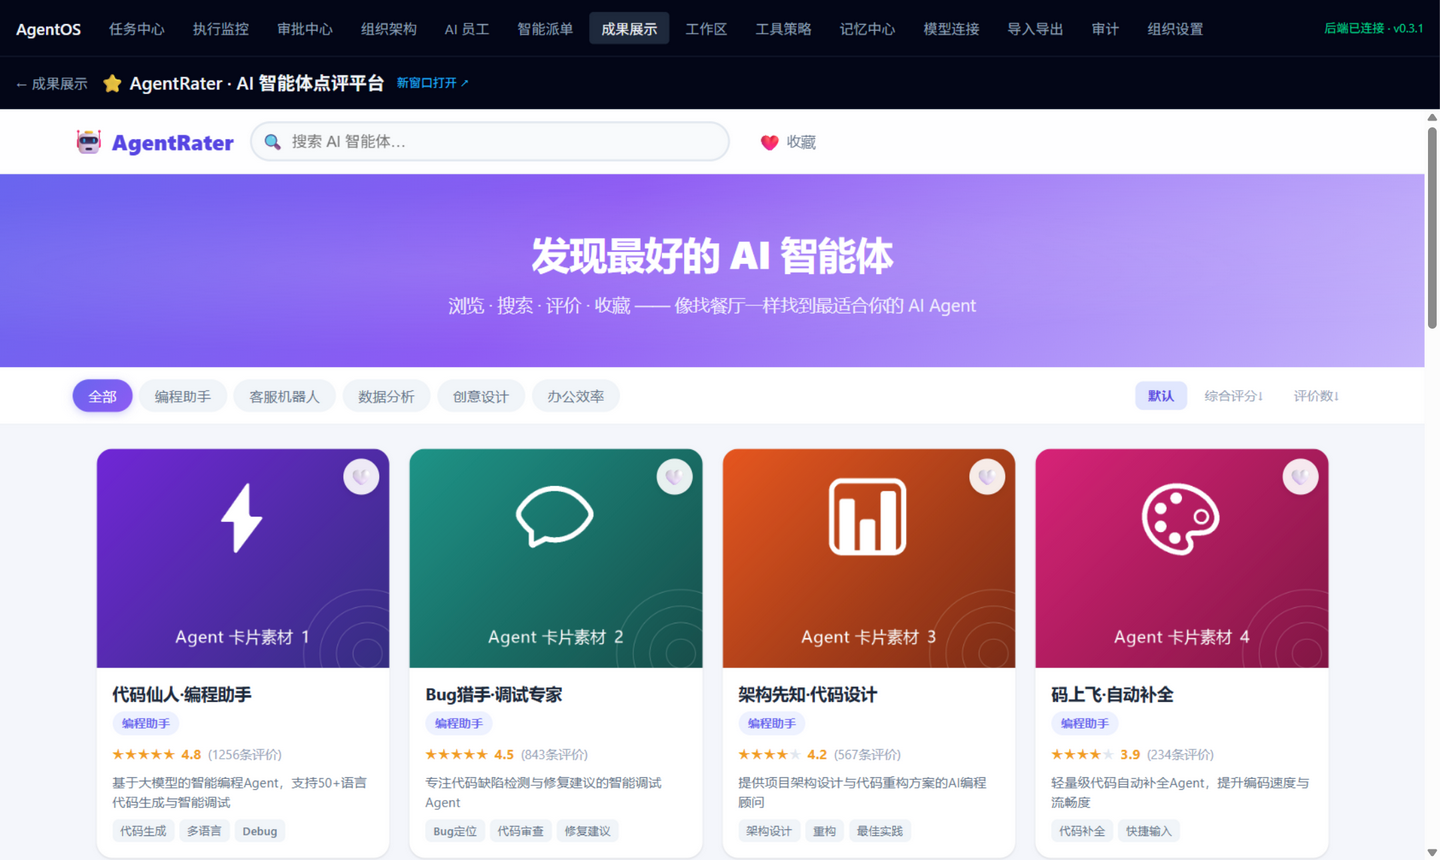 AgentOS 任务中心 执行监控 审批中心 组织架构 AI 员工 智能派单 成果展示 工作区 工具策略 记忆中心 模型连接 导入导出 审计 组织设置 后端已连接 · v0.3.1
← 成果展示 AgentRater · AI 智能体点评平台 新窗口打开 ↗
AgentRater 搜索 AI 智能体... 收藏
发现最好的 AI 智能体
浏览 · 搜索 · 评价 · 收藏 —— 像找餐厅一样找到最适合你的 AI Agent
全部 编程助手 客服机器人 数据分析 创意设计 办公效率 默认 综合评分↓ 评价数↓
Agent 卡片素材 1
代码仙人·编程助手
编程助手
★★★★★ 4.8 (1256条评价)
基于大模型的智能编程Agent，支持50+语言
代码生成与智能调试
代码生成 多语言 Debug
Agent 卡片素材 2
Bug猎手·调试专家
编程助手
★★★★★ 4.5 (843条评价)
专注代码缺陷检测与修复建议的智能调试
Agent
Bug定位 代码审查 修复建议
Agent 卡片素材 3
架构先知·代码设计
编程助手
★★★★★ 4.2 (567条评价)
提供项目架构设计与代码重构方案的AI编程
顾问
架构设计 重构 最佳实践
Agent 卡片素材 4
码上飞·自动补全
编程助手
★★★★★ 3.9 (234条评价)
轻量级代码自动补全Agent，提升编码速度与
流畅度
代码补全 快捷输入